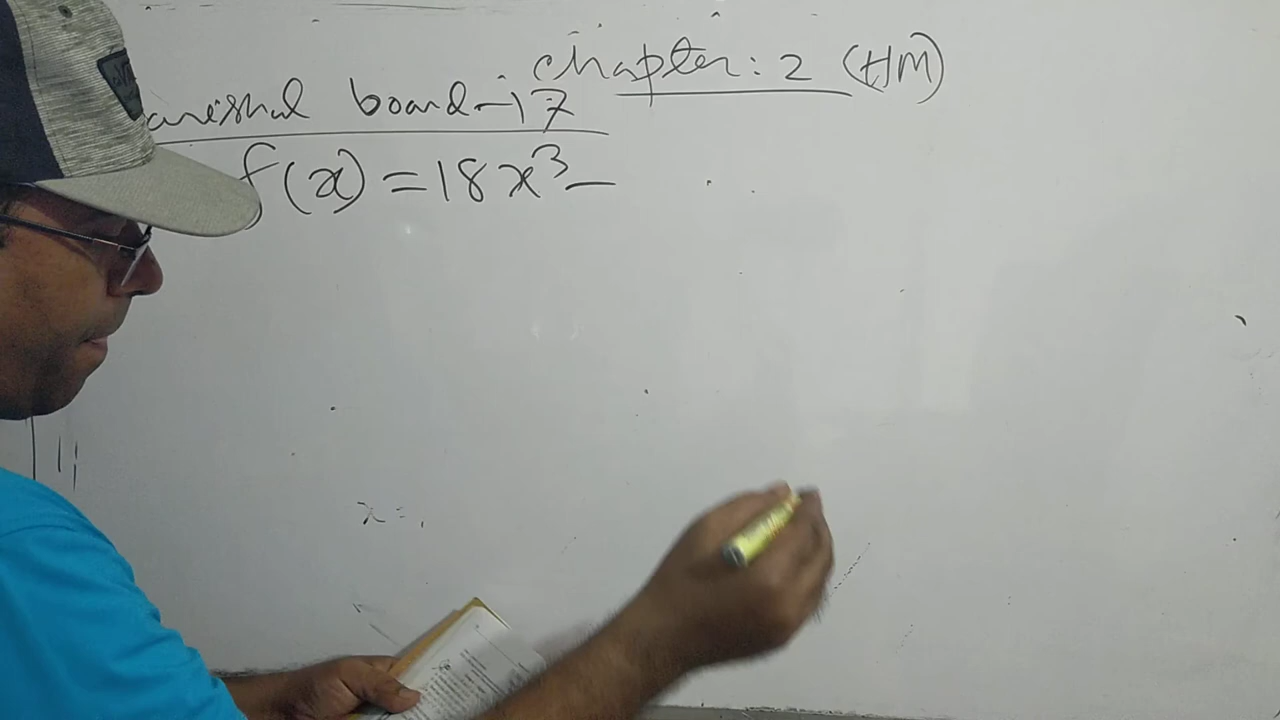 chapter: 2 (HM)
board-17
f(x) = 18x³ –
x =